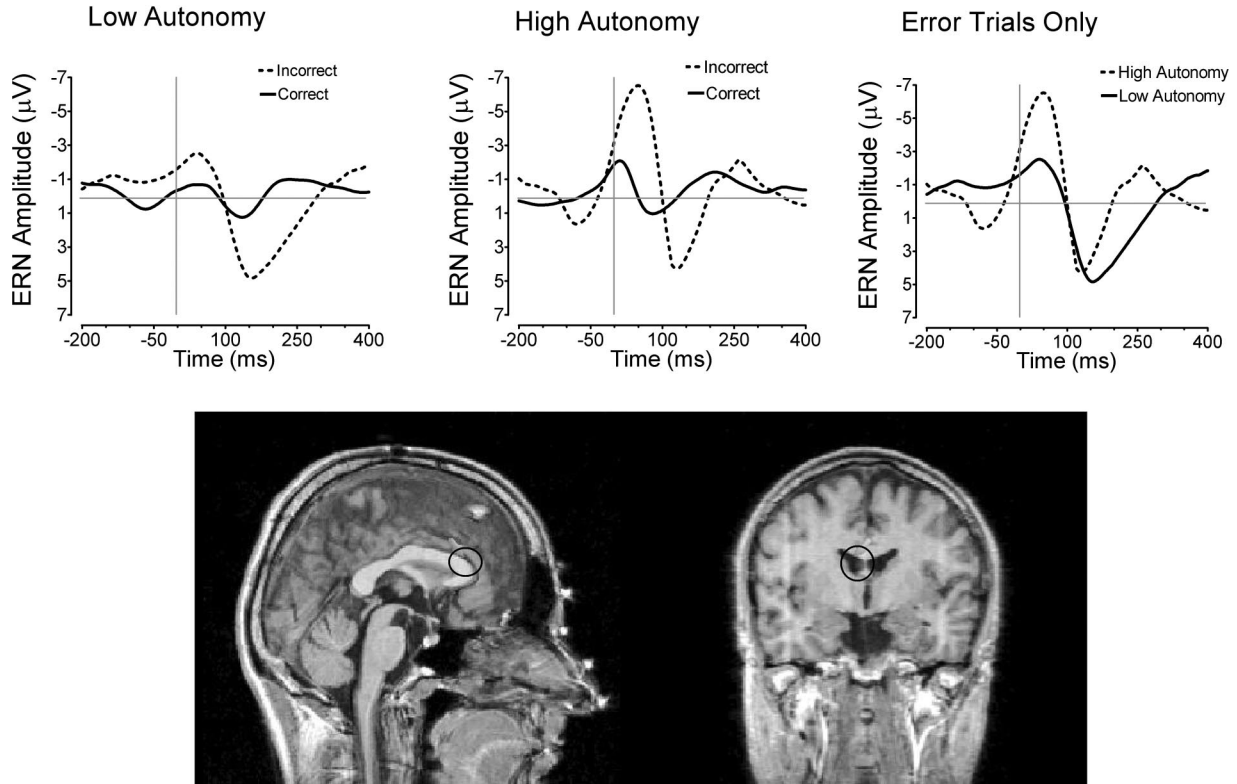 Low Autonomy
ERN Amplitude (μV)
-7
-5
-3
-1
1
3
5
7
Incorrect
Correct
-200 -50 100 250 400
Time (ms)
High Autonomy
ERN Amplitude (μV)
-7
-5
-3
-1
1
3
5
7
Incorrect
Correct
-200 -50 100 250 400
Time (ms)
Error Trials Only
ERN Amplitude (μV)
-7
-5
-3
-1
1
3
5
7
High Autonomy
Low Autonomy
-200 -50 100 250 400
Time (ms)